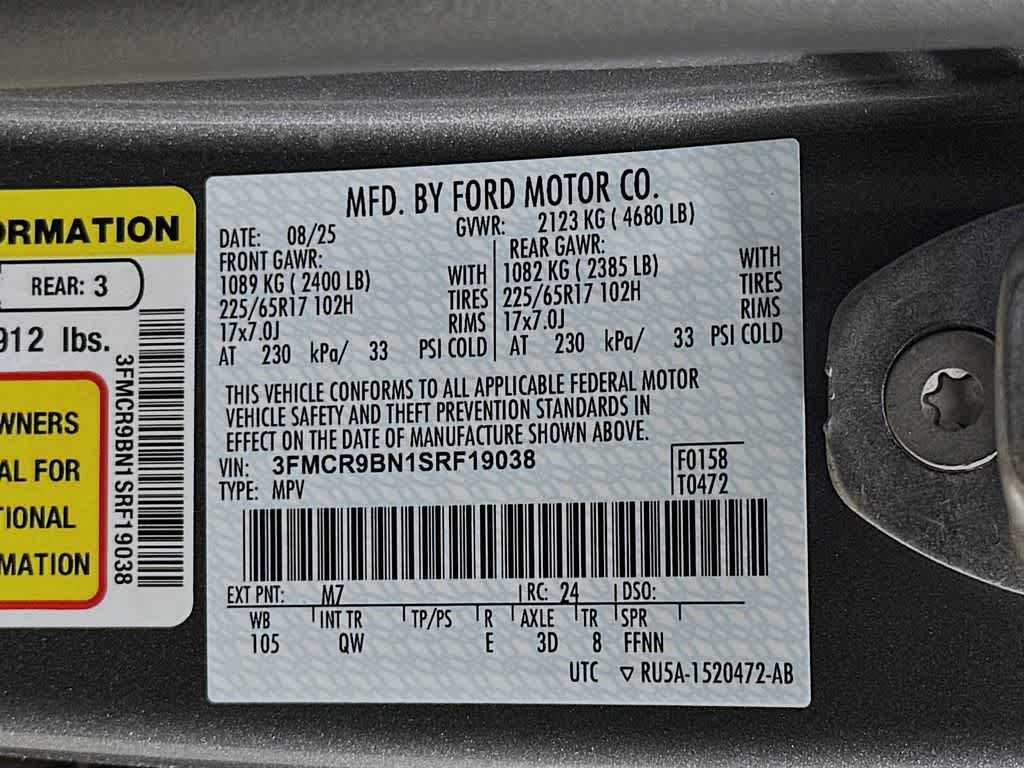 ORMATION
REAR: 3
912 lbs.
3FMCR9BN1SRF19038
WNERS
AL FOR
TIONAL
MATION
MFD. BY FORD MOTOR CO.
DATE: 08/25 GVWR: 2123 KG ( 4680 LB)
FRONT GAWR: REAR GAWR:
1089 KG ( 2400 LB) WITH 1082 KG ( 2385 LB) WITH
225/65R17 102H TIRES 225/65R17 102H TIRES
17x7.0J RIMS 17x7.0J RIMS
AT 230 kPa/ 33 PSI COLD AT 230 kPa/ 33 PSI COLD
THIS VEHICLE CONFORMS TO ALL APPLICABLE FEDERAL MOTOR
VEHICLE SAFETY AND THEFT PREVENTION STANDARDS IN
EFFECT ON THE DATE OF MANUFACTURE SHOWN ABOVE.
VIN: 3FMCR9BN1SRF19038 F0158
TYPE: MPV T0472
EXT PNT: M7 RC: 24 DSO:
WB INT TR TP/PS R AXLE TR SPR
105 QW E 3D 8 FFNN
UTC ▽ RU5A-1520472-AB